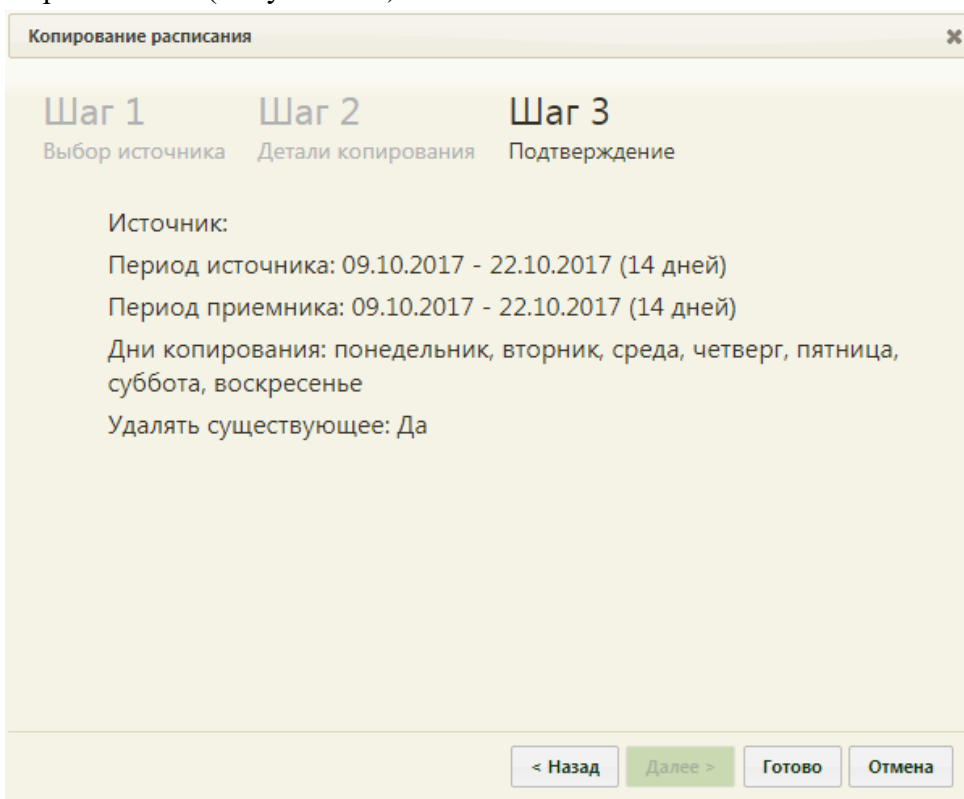 Копирование расписания
Шаг 1 Шаг 2 Шаг 3
Выбор источника Детали копирования Подтверждение
Источник:
Период источника: 09.10.2017 - 22.10.2017 (14 дней)
Период приемника: 09.10.2017 - 22.10.2017 (14 дней)
Дни копирования: понедельник, вторник, среда, четверг, пятница,
суббота, воскресенье
Удалять существующее: Да
< Назад Далее > Готово Отмена